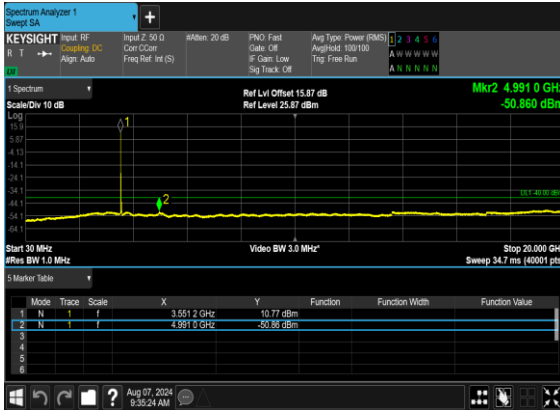 Spectrum Analyzer 1
Swept SA
+
KEYSIGHT Input: RF Input Z: 50 Ω #Atten: 20 dB PNO: Fast Avg Type: Power (RMS) 1 2 3 4 5 6
R T Coupling: DC Corr CCorr Gate: Off Avg|Hold: 100/100 A W W W W W
Align: Auto Freq Ref: Int (S) IF Gain: Low Trig: Free Run
Sig Track: Off A N N N N N
1 Spectrum Ref Lvl Offset 15.87 dB Mkr2 4.991 0 GHz
Scale/Div 10 dB Ref Level 25.87 dBm -50.860 dBm
Log
15.9
5.87
-4.13
-14.1
-24.1
-34.1
-44.1
-54.1
-64.1
1
2
DL1 -40.00 dBm
Start 30 MHz Video BW 3.0 MHz* Stop 20.000 GHz
#Res BW 1.0 MHz Sweep 34.7 ms (40001 pts)
5 Marker Table
Mode Trace Scale X Y Function Function Width Function Value
1 N 1 f 3.551 2 GHz 10.77 dBm
2 N 1 f 4.991 0 GHz -50.86 dBm
3
4
5
6
? Aug 07, 2024
9:35:24 AM